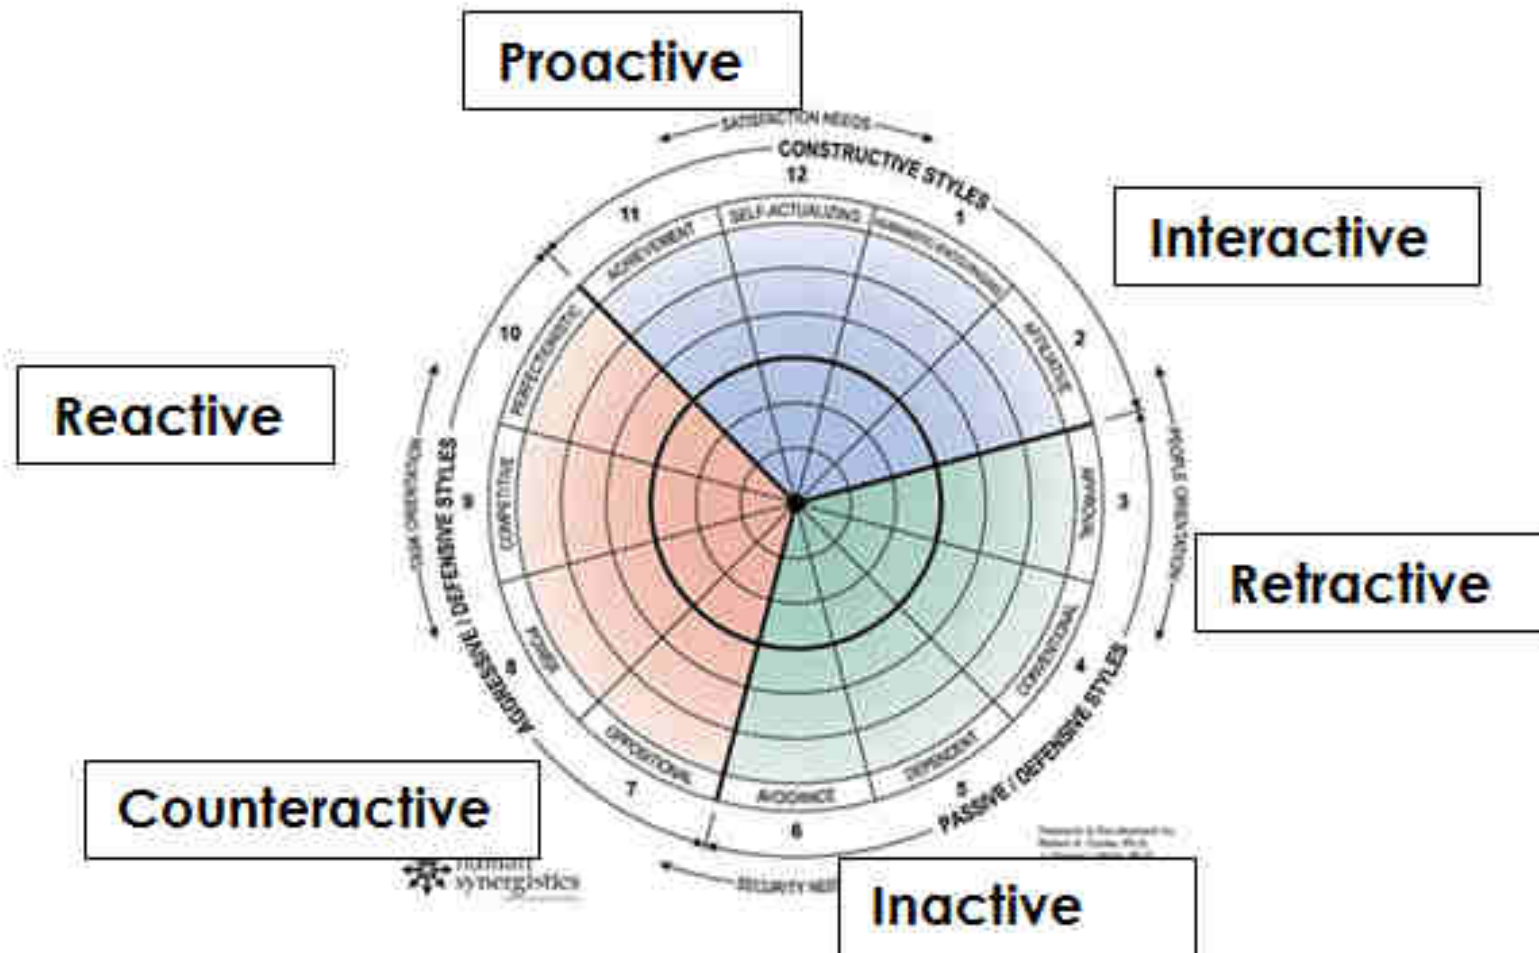 Proactive
SATISFACTION NEEDS
CONSTRUCTIVE STYLES
12
11
1
SELF-ACTUALIZING
ACHIEVEMENT
Interactive
10
2
PERFECTIONISTIC
AFFILIATIVE
Reactive
TASK ORIENTATION
AGGRESSIVE / DEFENSIVE STYLES
9
COMPETITIVE
APPROVAL
3
PEOPLE ORIENTATION
Retractive
8
POWER
CONVENTIONAL
4
PASSIVE / DEFENSIVE STYLES
OPPOSITIONAL
DEPENDENT
7
AVOIDANCE
5
6
Counteractive
human
synergistics
SECURITY
Inactive